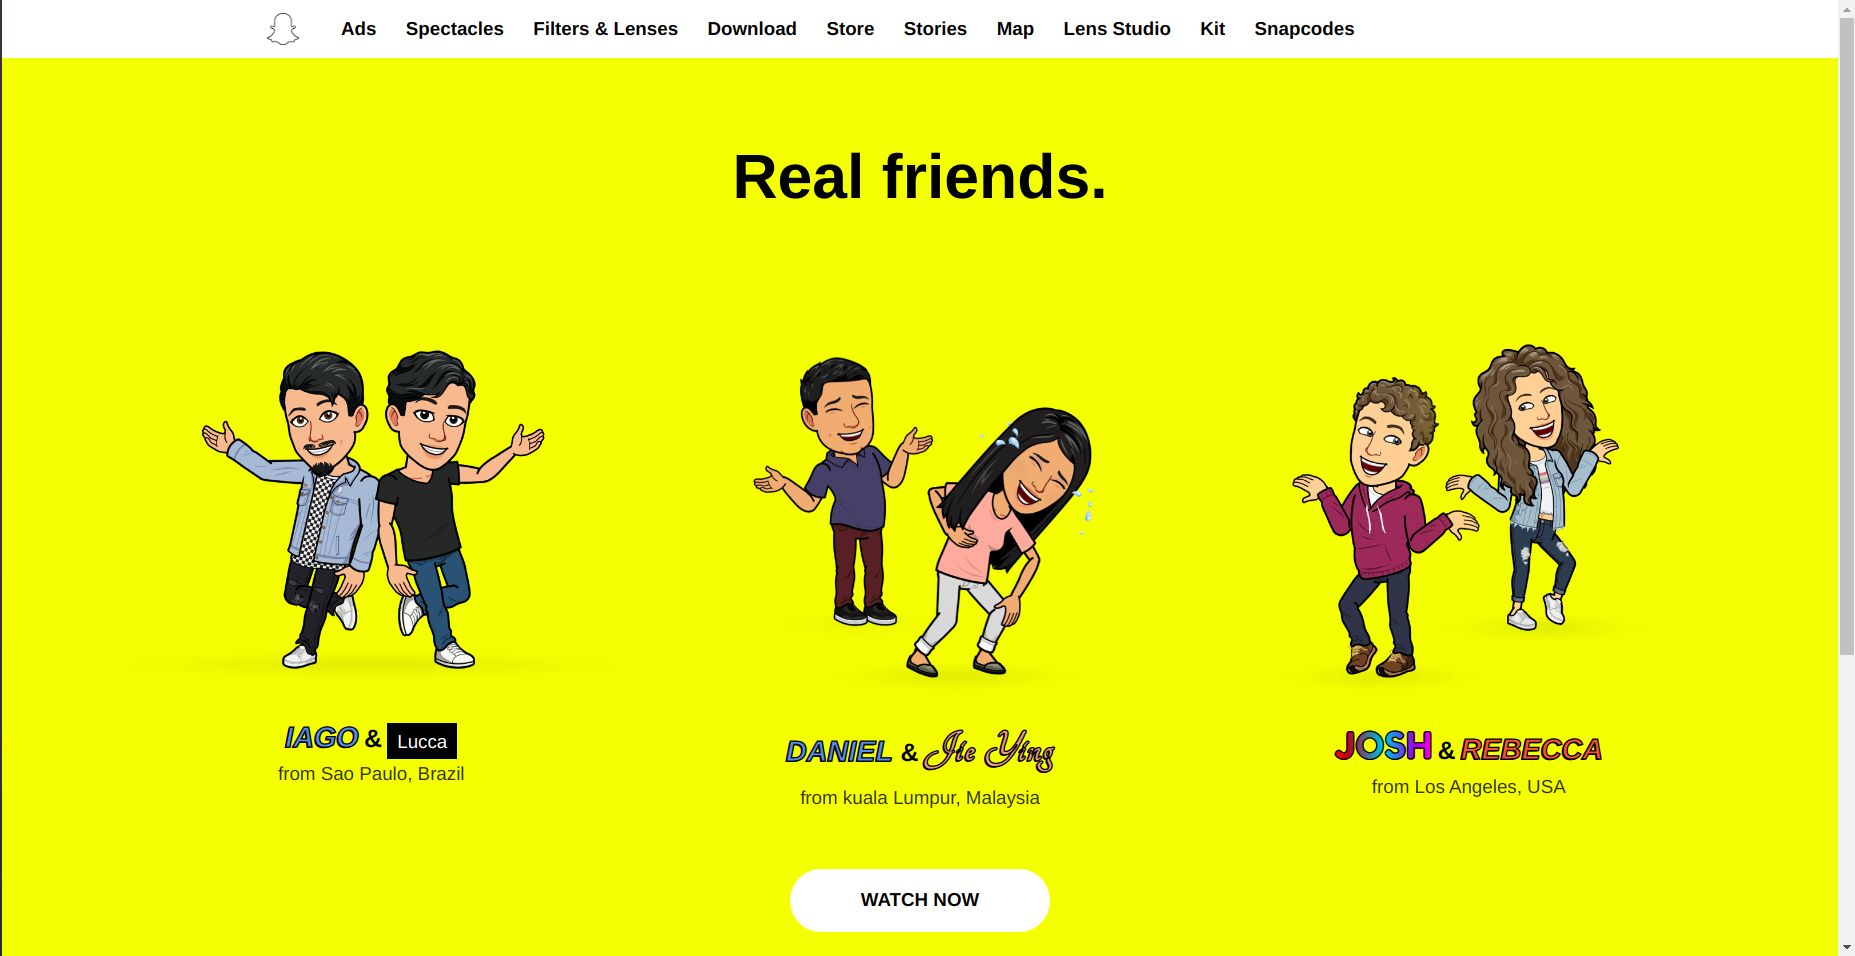 Ads Spectacles Filters & Lenses Download Store Stories Map Lens Studio Kit Snapcodes
Real friends.
IAGO & Lucca
from Sao Paulo, Brazil
DANIEL & Jie Ying
from kuala Lumpur, Malaysia
JOSH & REBECCA
from Los Angeles, USA
WATCH NOW